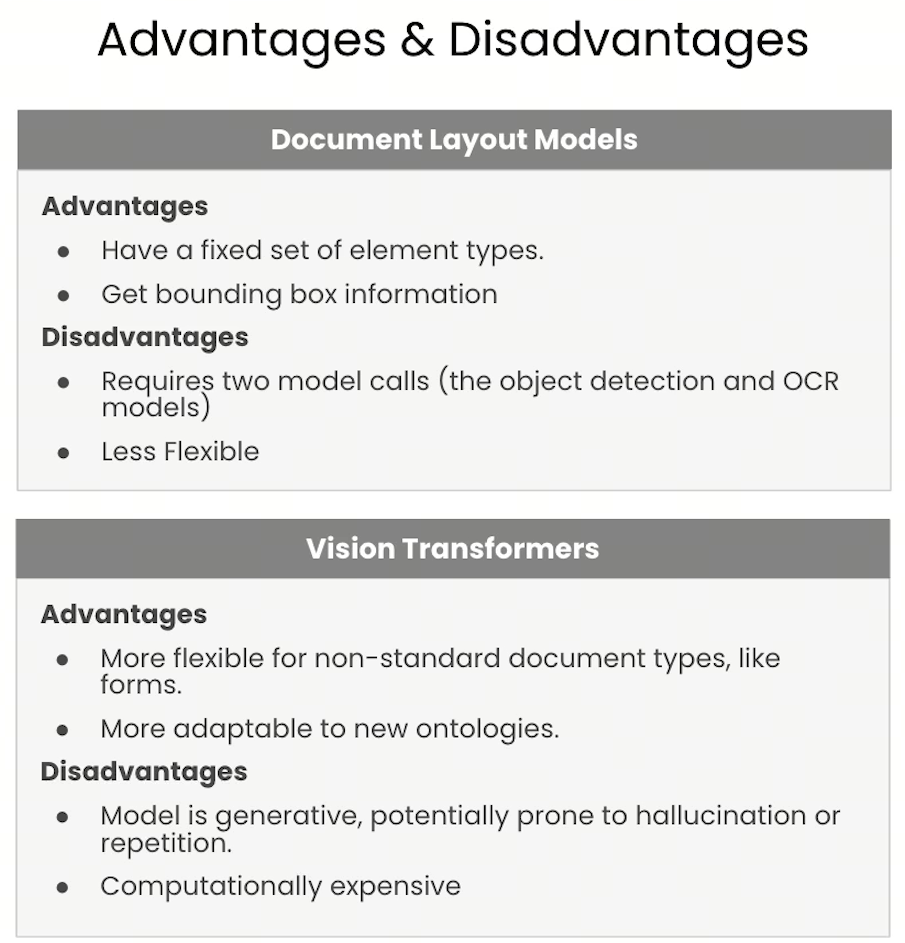 Advantages & Disadvantages
Document Layout Models
Advantages
● Have a fixed set of element types.
● Get bounding box information
Disadvantages
● Requires two model calls (the object detection and OCR
models)
● Less Flexible
Vision Transformers
Advantages
● More flexible for non-standard document types, like
forms.
● More adaptable to new ontologies.
Disadvantages
● Model is generative, potentially prone to hallucination or
repetition.
● Computationally expensive